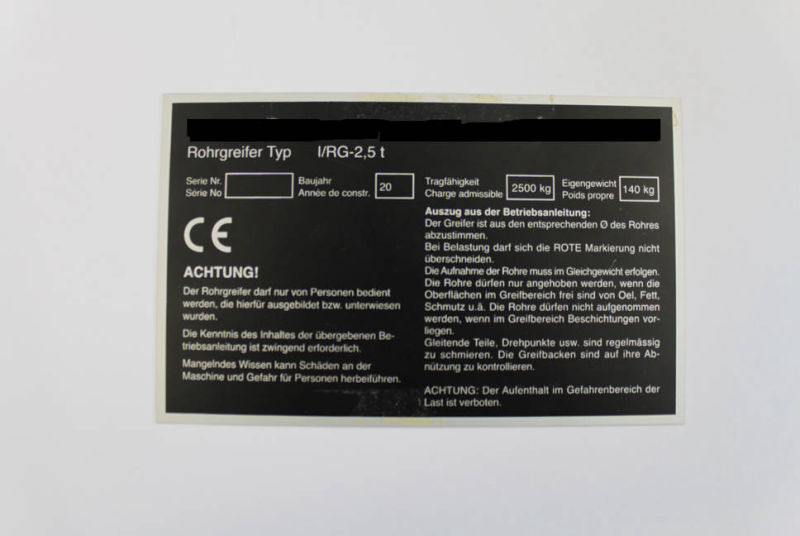 Rohrgreifer Typ I/RG-2,5 t
Serie Nr.
Série No
Baujahr
Année de constr.
20
Tragfähigkeit
Charge admissible
2500 kg
Eigengewicht
Poids propre
140 kg
CE
ACHTUNG!
Der Rohrgreifer darf nur von Personen bedient
werden, die hierfür ausgebildet bzw. unterwiesen
wurden.
Die Kenntnis des Inhaltes der übergebenen Be-
triebsanleitung ist zwingend erforderlich.
Mangelndes Wissen kann Schäden an der
Maschine und Gefahr für Personen herbeiführen.
Auszug aus der Betriebsanleitung:
Der Greifer ist aus den entsprechenden Ø des Rohres
abzustimmen.
Bei Belastung darf sich die ROTE Markierung nicht
überschneiden.
Die Aufnahme der Rohre muss im Gleichgewicht erfolgen.
Die Rohre dürfen nur angehoben werden, wenn die
Oberflächen im Greifbereich frei sind von Oel, Fett,
Schmutz u.ä. Die Rohre dürfen nicht aufgenommen
werden, wenn im Greifbereich Beschichtungen vor-
liegen.
Gleitende Teile, Drehpunkte usw. sind regelmässig
zu schmieren. Die Greifbacken sind auf ihre Ab-
nützung zu kontrollieren.
ACHTUNG: Der Aufenthalt im Gefahrenbereich der
Last ist verboten.